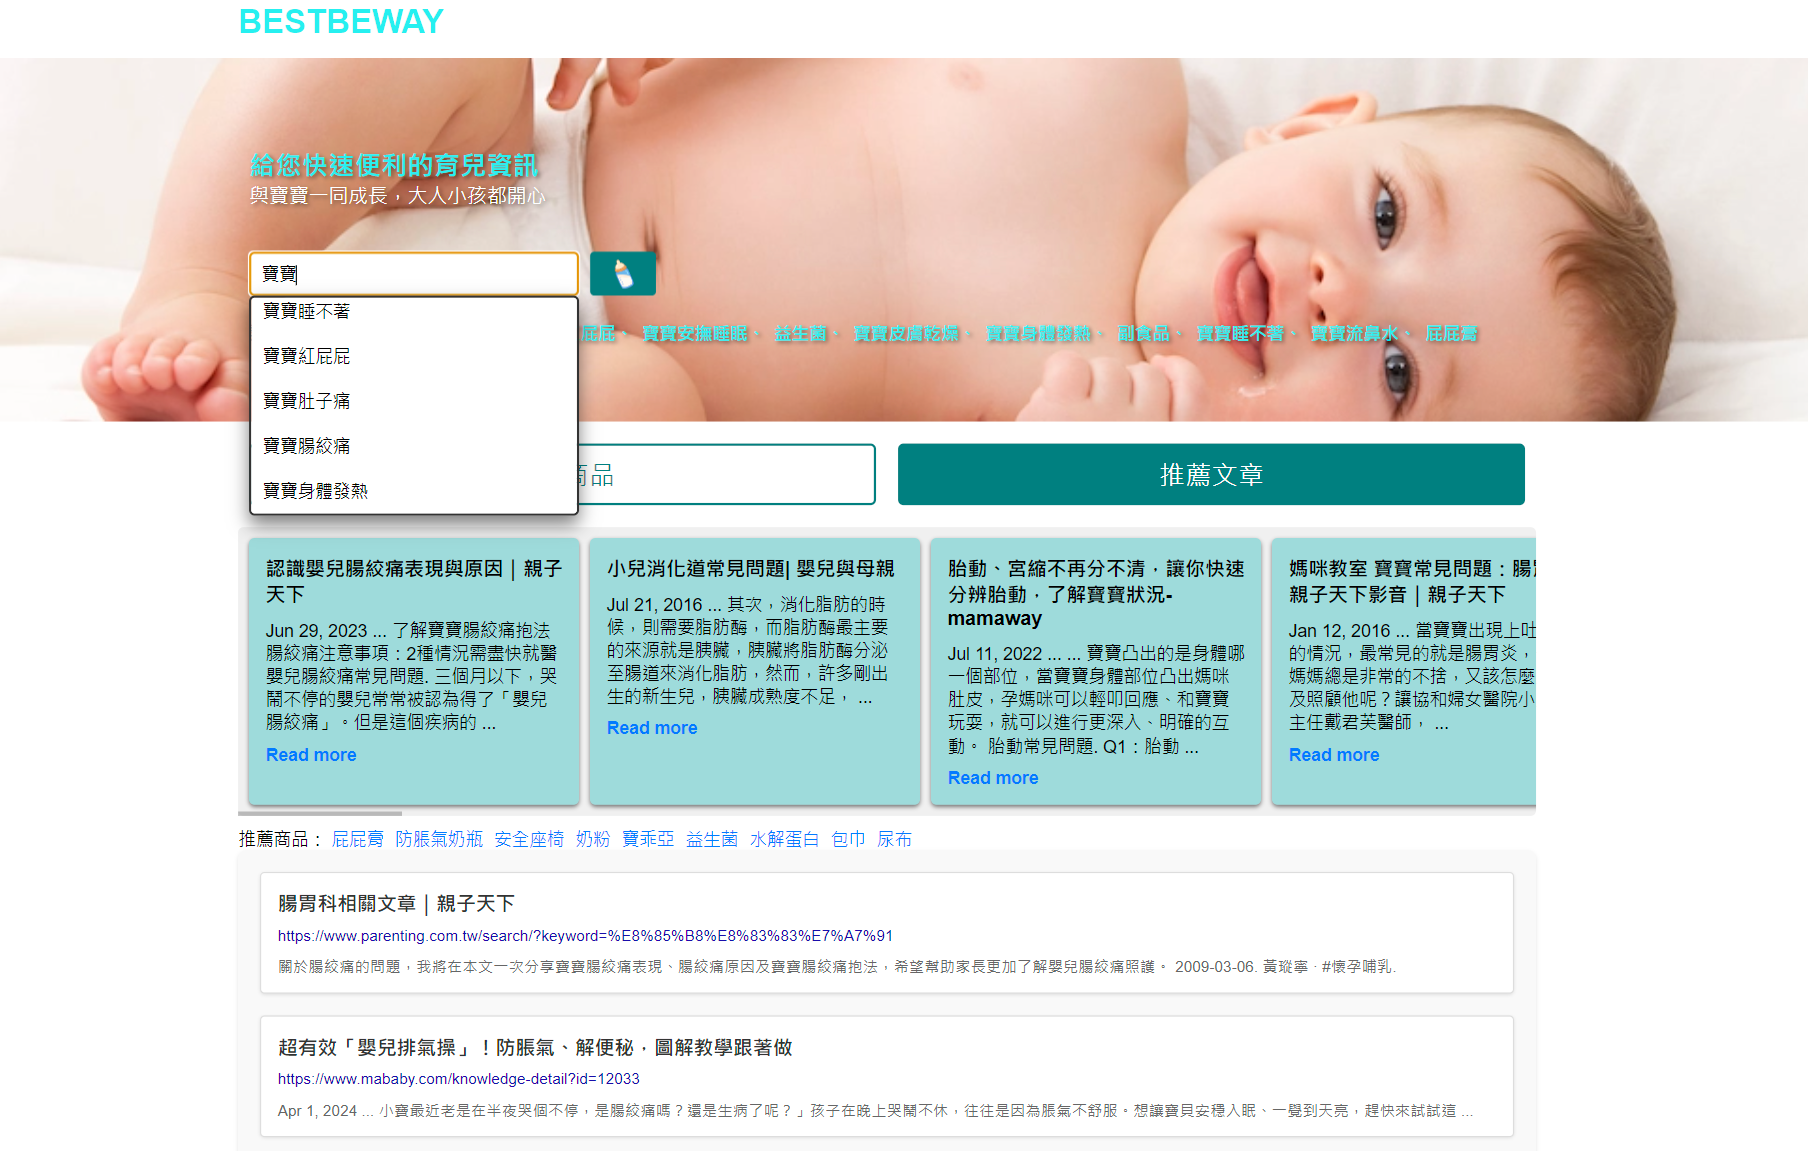 BESTBEWAY
給您快速便利的育兒資訊
與寶寶一同成長，大人小孩都開心
寶寶
寶寶睡不著
寶寶紅屁屁
寶寶肚子痛
寶寶腸絞痛
寶寶身體發熱
屁屁、 寶寶安撫睡眠、 益生菌、 寶寶皮膚乾燥、 寶寶身體發熱、 副食品、 寶寶睡不著、 寶寶流鼻水、 屁屁膏
商品
推薦文章
認識嬰兒腸絞痛表現與原因｜親子
天下
Jun 29, 2023 ... 了解寶寶腸絞痛抱法
腸絞痛注意事項：2種情況需盡快就醫
嬰兒腸絞痛常見問題. 三個月以下，哭
鬧不停的嬰兒常常被認為得了「嬰兒
腸絞痛」。但是這個疾病的 ...
Read more
小兒消化道常見問題| 嬰兒與母親
Jul 21, 2016 ... 其次，消化脂肪的時
候，則需要脂肪酶，而脂肪酶最主要
的來源就是胰臟，胰臟將脂肪酶分泌
至腸道來消化脂肪，然而，許多剛出
生的新生兒，胰臟成熟度不足， ...
Read more
胎動、宮縮不再分不清，讓你快速
分辨胎動，了解寶寶狀況-
mamaway
Jul 11, 2022 ... ... 寶寶凸出的是身體哪
一個部位，當寶寶身體部位凸出媽咪
肚皮，孕媽咪可以輕叩回應、和寶寶
玩耍，就可以進行更深入、明確的互
動。 胎動常見問題. Q1：胎動 ...
Read more
媽咪教室 寶寶常見問題：腸
親子天下影音｜親子天下
Jan 12, 2016 ... 當寶寶出現上吐
的情況，最常見的就是腸胃炎，
媽媽總是非常的不捨，又該怎麼
及照顧他呢？讓協和婦女醫院小
主任戴君芙醫師， ...
Read more
推薦商品： 屁屁膏 防脹氣奶瓶 安全座椅 奶粉 寶乖亞 益生菌 水解蛋白 包巾 尿布
腸胃科相關文章｜親子天下
https://www.parenting.com.tw/search/?keyword=%E8%85%B8%E8%83%83%E7%A7%91
關於腸絞痛的問題，我將在本文一次分享寶寶腸絞痛表現、腸絞痛原因及寶寶腸絞痛抱法，希望幫助家長更加了解嬰兒腸絞痛照護。 2009-03-06. 黃瑽寧 · #懷孕哺乳.
超有效「嬰兒排氣操」！防脹氣、解便秘，圖解教學跟著做
https://www.mababy.com/knowledge-detail?id=12033
Apr 1, 2024 ... 小寶最近老是在半夜哭個不停，是腸絞痛嗎？還是生病了呢？」孩子在晚上哭鬧不休，往往是因為脹氣不舒服。想讓寶貝安穩入眠、一覺到天亮，趕快來試試這 ...